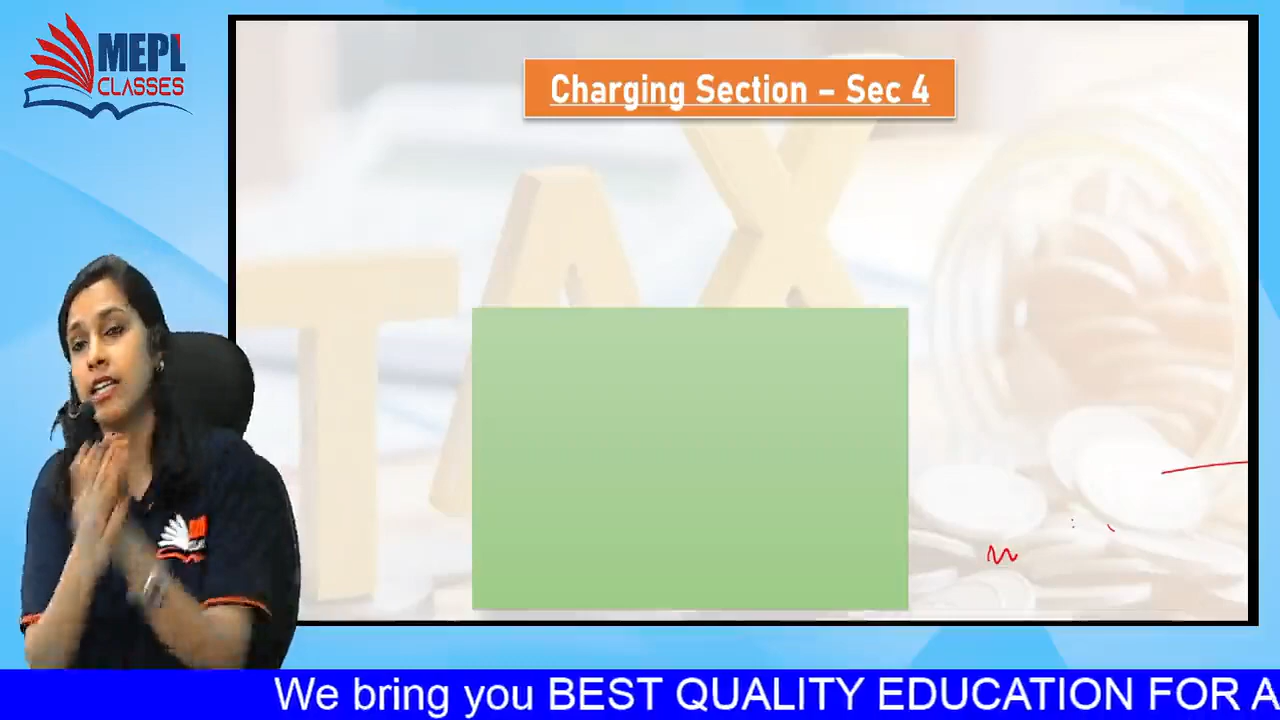 MEPL
CLASSES
Charging Section – Sec 4
TAX
We bring you BEST QUALITY EDUCATION FOR A